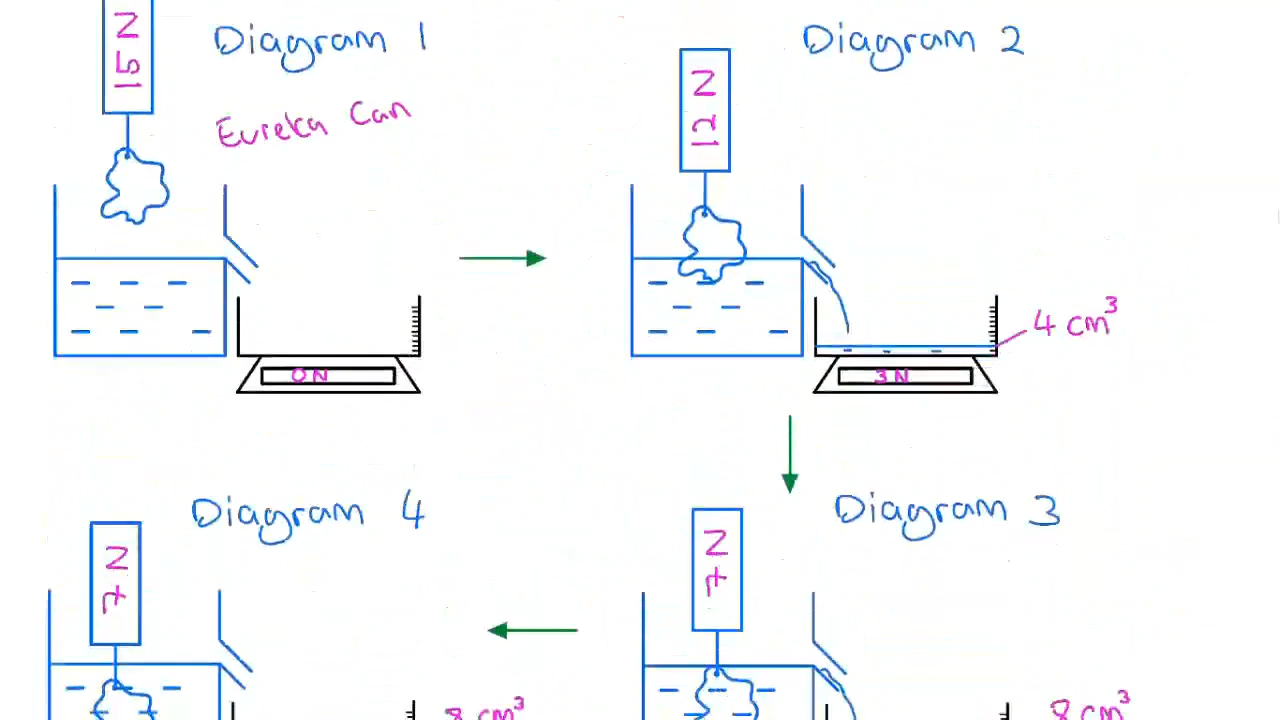 15 N
Diagram 1
Eureka Can
0 N
Diagram 2
12 N
4 cm³
3 N
Diagram 4
7 N
8 cm³
Diagram 3
7 N
8 cm³